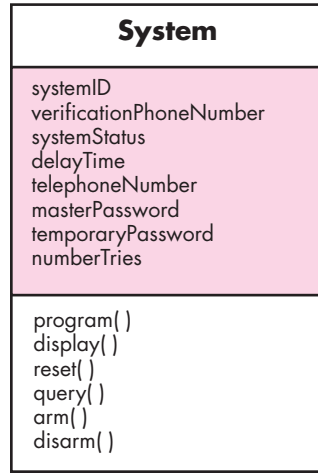 System
systemID
verificationPhoneNumber
systemStatus
delayTime
telephoneNumber
masterPassword
temporaryPassword
numberTries
program( )
display( )
reset( )
query( )
arm( )
disarm( )